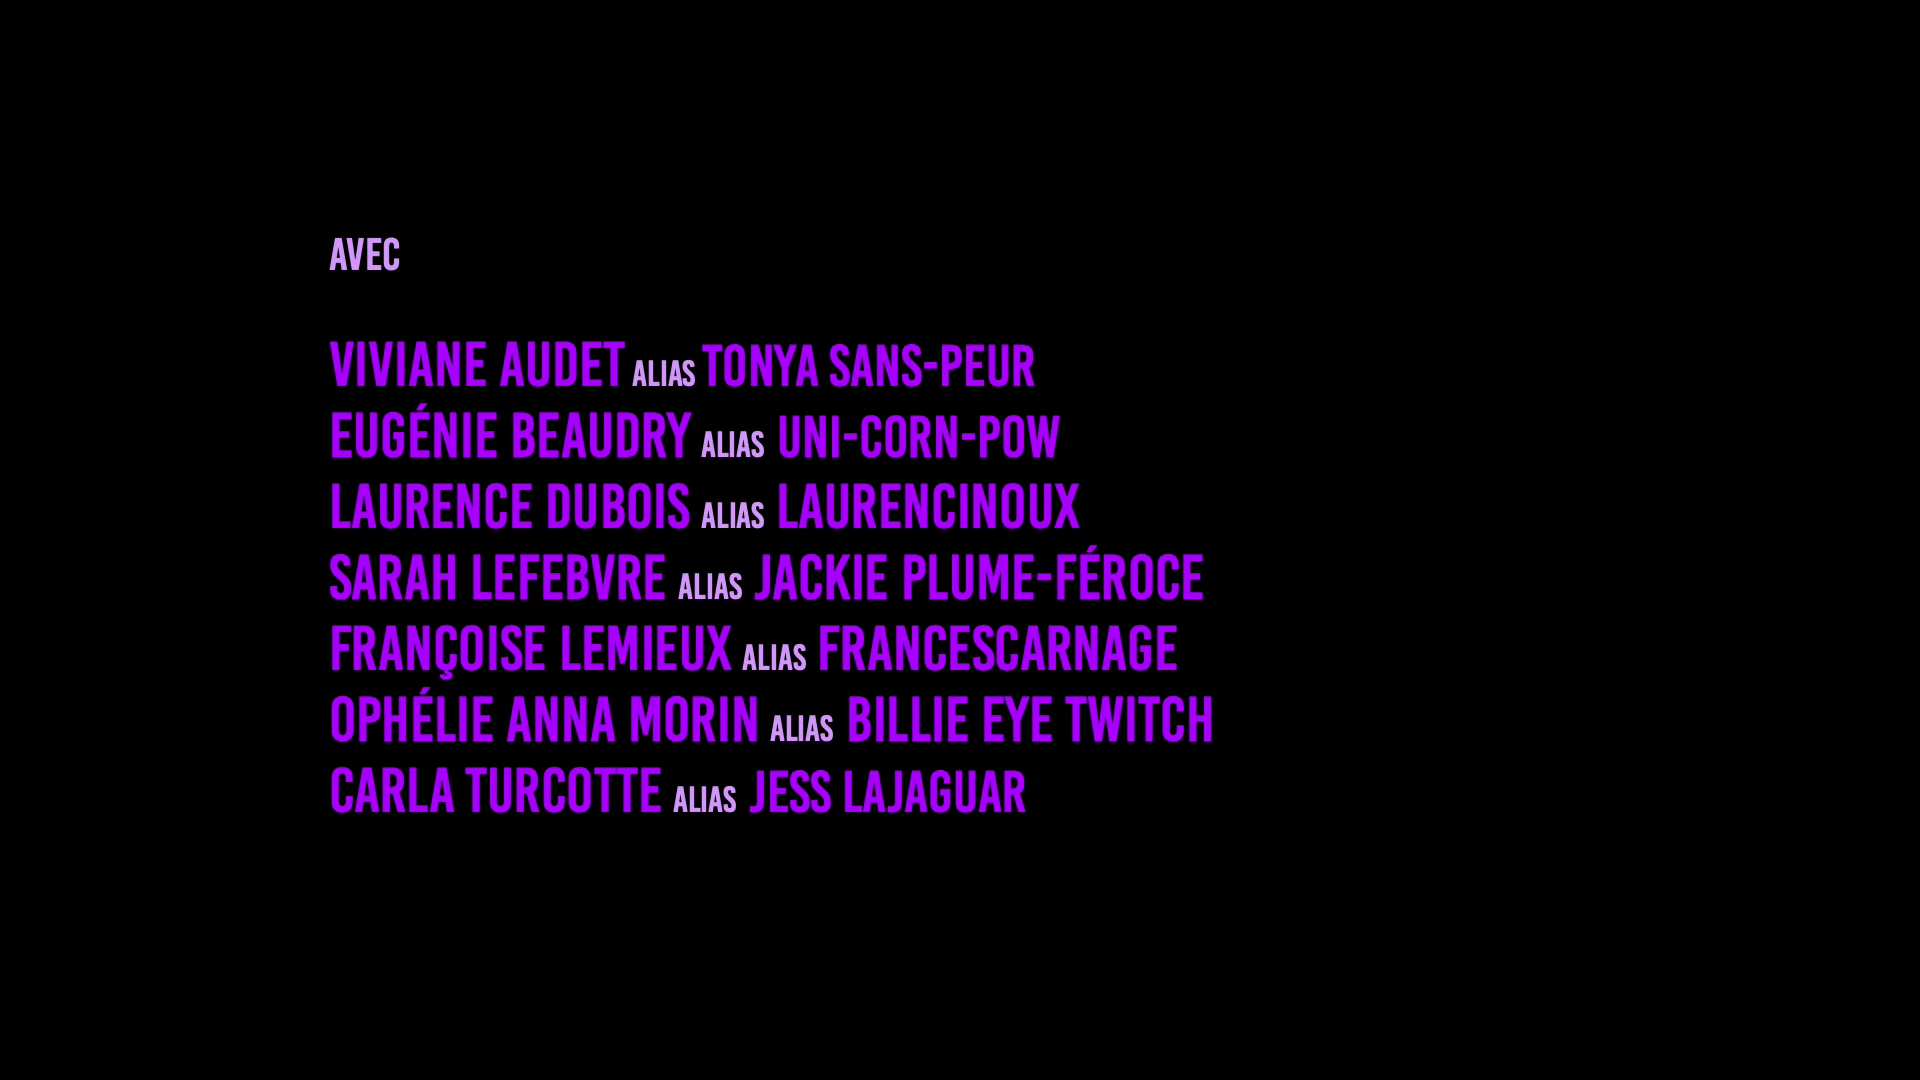 AVEC
VIVIANE AUDET ALIAS TONYA SANS-PEUR
EUGÉNIE BEAUDRY ALIAS UNI-CORN-POW
LAURENCE DUBOIS ALIAS LAURENCINOUX
SARAH LEFEBVRE ALIAS JACKIE PLUME-FÉROCE
FRANÇOISE LEMIEUX ALIAS FRANCESCARNAGE
OPHÉLIE ANNA MORIN ALIAS BILLIE EYE TWITCH
CARLA TURCOTTE ALIAS JESS LAJAGUAR